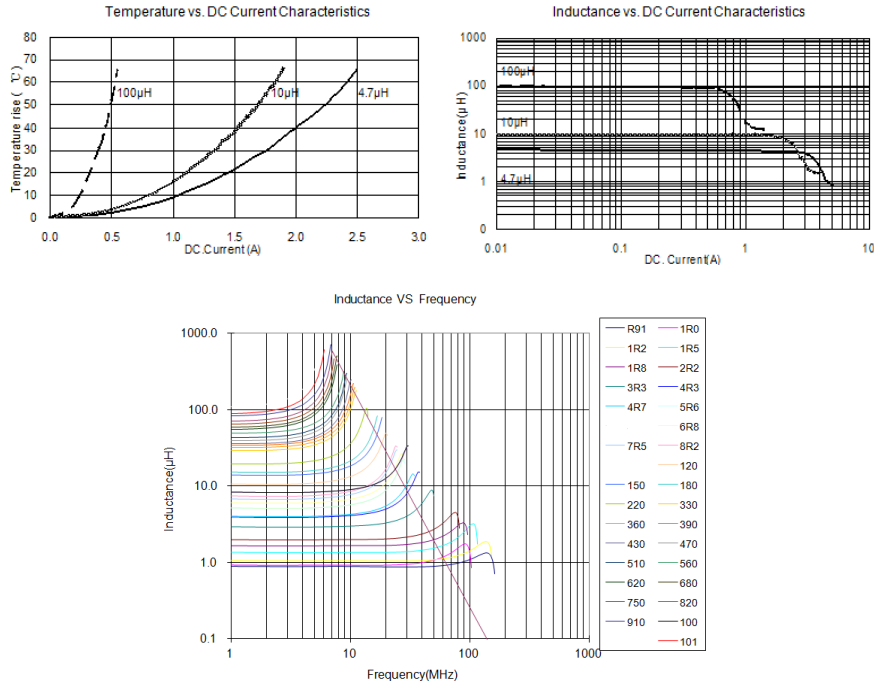 Temperature vs. DC Current Characteristics
80
70
60
50
40
30
20
10
0
Temperature rise ( ℃)
100μH
10μH
4.7μH
0.0 0.5 1.0 1.5 2.0 2.5 3.0
DC.Current (A)
Inductance vs. DC Current Characteristics
1000
100
10
1
0
Inductance(μH)
100μH
10μH
4.7μH
0.01 0.1 1 10
DC. Current(A)
Inductance VS Frequency
1000.0
100.0
10.0
1.0
0.1
Inductance(μH)
1 10 100 1000
Frequency(MHz)
R91 1R0
1R2 1R5
1R8 2R2
3R3 4R3
4R7 5R6
6R8
7R5 8R2
120
150 180
220 330
360 390
430 470
510 560
620 680
750 820
910 100
101